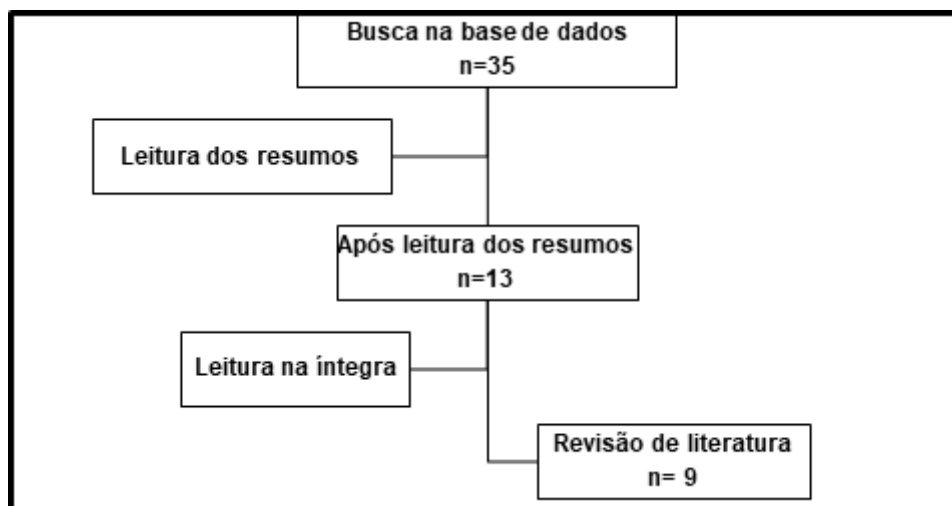 Busca na base de dados
n=35
Leitura dos resumos
Após leitura dos resumos
n=13
Leitura na íntegra
Revisão de literatura
n= 9